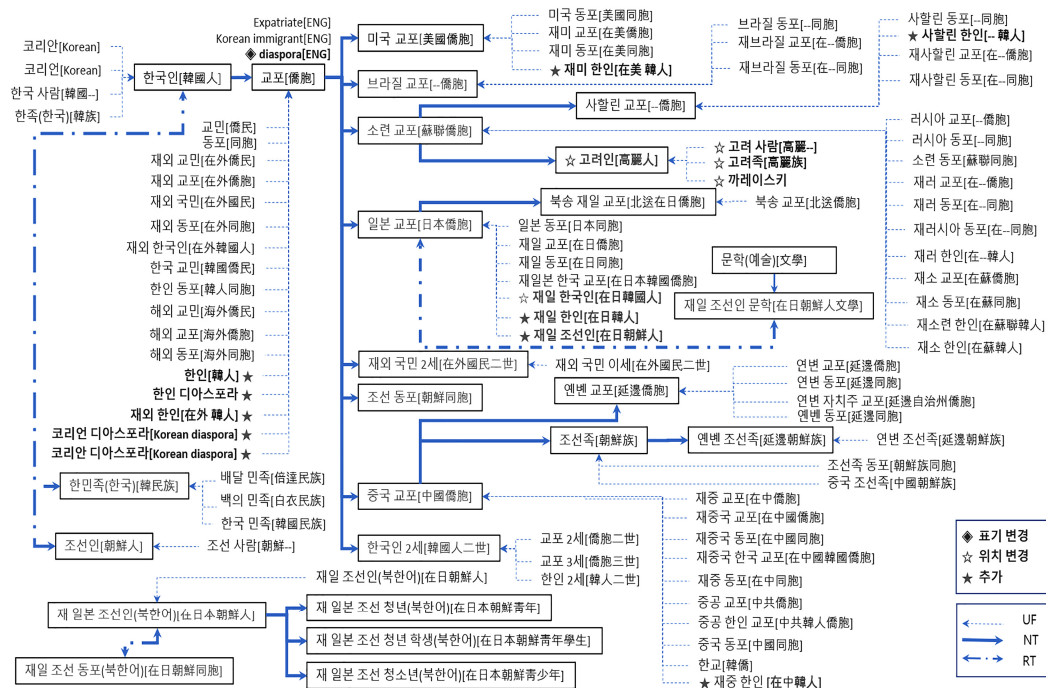 Expatriate[ENG]
Korean immigrant[ENG]
◈ diaspora[ENG]
코리안[Korean]
코리언[Korean]
한국 사람[韓國--]
한족(한국)[韓族]
한국인[韓國人]
교포[僑胞]
교민[僑民]
동포[同胞]
재외 교민[在外僑民]
재외 교포[在外僑胞]
재외 국민[在外國民]
재외 동포[在外同胞]
재외 한국인[在外韓國人]
한국 교민[韓國僑民]
한인 동포[韓人同胞]
해외 교민[海外僑民]
해외 교포[海外僑胞]
해외 동포[海外同胞]
한인[韓人] ★
한인 디아스포라 ★
재외 한인[在外 韓人] ★
코리언 디아스포라[Korean diaspora] ★
코리안 디아스포라[Korean diaspora] ★
한민족(한국)[韓民族]
배달 민족[倍達民族]
백의 민족[白衣民族]
한국 민족[韓國民族]
조선인[朝鮮人]
조선 사람[朝鮮--]
미국 교포[美國僑胞]
미국 동포[美國同胞]
재미 교포[在美僑胞]
재미 동포[在美同胞]
★ 재미 한인[在美 韓人]
브라질 교포[--僑胞]
브라질 동포[--同胞]
재브라질 교포[在--僑胞]
재브라질 동포[在--同胞]
소련 교포[蘇聯僑胞]
사할린 교포[--僑胞]
사할린 동포[--同胞]
★ 사할린 한인[-- 韓人]
재사할린 교포[在--僑胞]
재사할린 동포[在--同胞]
☆ 고려인[高麗人]
☆ 고려 사람[高麗--]
☆ 고려족[高麗族]
☆ 까레이스키
러시아 교포[--僑胞]
러시아 동포[--同胞]
소련 동포[蘇聯同胞]
재러 교포[在--僑胞]
재러 동포[在--同胞]
재러시아 동포[在--同胞]
재러 한인[在--韓人]
재소 교포[在蘇僑胞]
재소 동포[在蘇同胞]
재소련 한인[在蘇聯韓人]
재소 한인[在蘇韓人]
일본 교포[日本僑胞]
북송 재일 교포[北送在日僑胞]
북송 교포[北送僑胞]
일본 동포[日本同胞]
재일 교포[在日僑胞]
재일 동포[在日同胞]
재일본 한국 교포[在日本韓國僑胞]
☆ 재일 한국인[在日韓國人]
★ 재일 한인[在日韓人]
★ 재일 조선인[在日朝鮮人]
문학(예술)[文學]
재일 조선인 문학[在日朝鮮人文學]
재외 국민 2세[在外國民二世]
재외 국민 이세[在外國民二世]
조선 동포[朝鮮同胞]
옌볜 교포[延邊僑胞]
연변 교포[延邊僑胞]
연변 동포[延邊同胞]
연변 자치주 교포[延邊自治州僑胞]
옌볜 동포[延邊同胞]
조선족[朝鮮族]
옌볜 조선족[延邊朝鮮族]
연변 조선족[延邊朝鮮族]
조선족 동포[朝鮮族同胞]
중국 조선족[中國朝鮮族]
중국 교포[中國僑胞]
재중 교포[在中僑胞]
재중국 교포[在中國僑胞]
재중국 동포[在中國同胞]
재중국 한국 교포[在中國韓國僑胞]
재중 동포[在中同胞]
중공 교포[中共僑胞]
중공 한인 교포[中共韓人僑胞]
중국 동포[中國同胞]
한교[韓僑]
★ 재중 한인 [在中韓人]
한국인 2세[韓國人二世]
교포 2세[僑胞二世]
교포 3세[僑胞三世]
한인 2세[韓人二世]
재일 조선인(북한어)[在日朝鮮人]
재 일본 조선인(북한어)[在日本朝鮮人]
재일 조선 동포(북한어)[在日朝鮮同胞]
재 일본 조선 청년(북한어)[在日本朝鮮靑年]
재 일본 조선 청년 학생(북한어)[在日本朝鮮靑年學生]
재 일본 조선 청소년(북한어)[在日本朝鮮靑少年]
◈ 표기 변경
☆ 위치 변경
★ 추가
UF
NT
RT